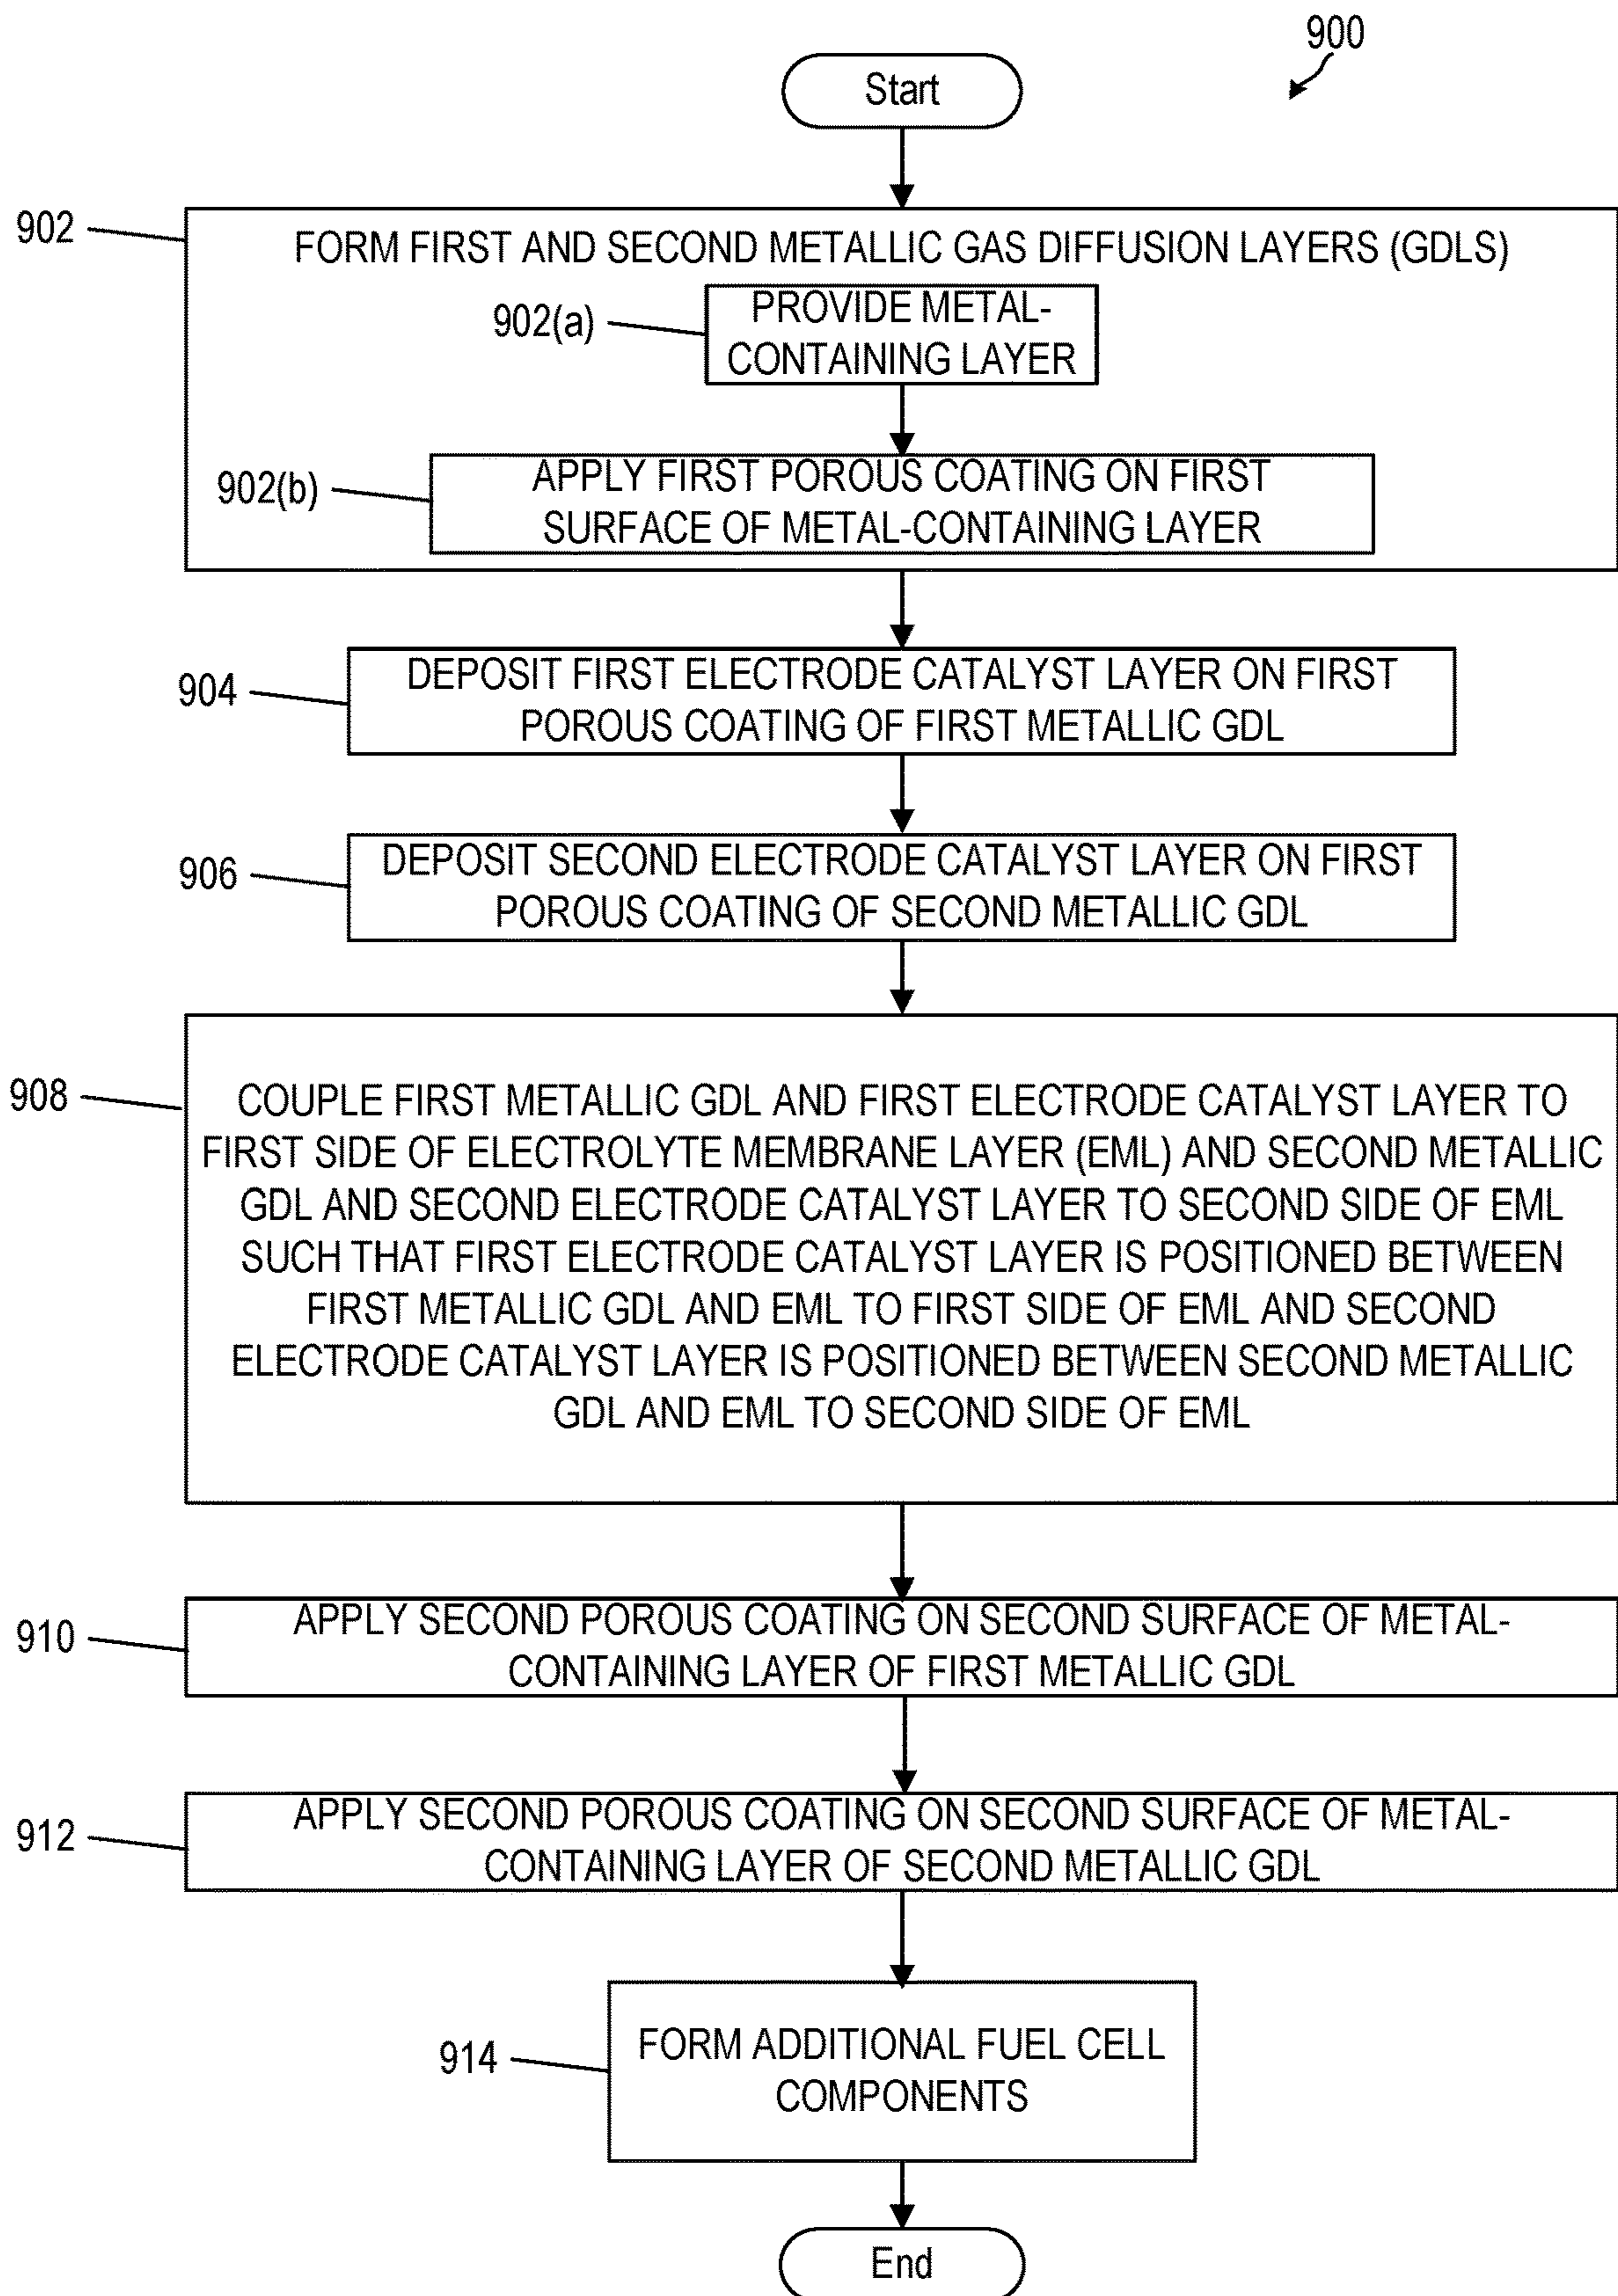 900
Start
902
FORM FIRST AND SECOND METALLIC GAS DIFFUSION LAYERS (GDLS)
902(a)
PROVIDE METAL-
CONTAINING LAYER
902(b)
APPLY FIRST POROUS COATING ON FIRST
SURFACE OF METAL-CONTAINING LAYER
904
DEPOSIT FIRST ELECTRODE CATALYST LAYER ON FIRST
POROUS COATING OF FIRST METALLIC GDL
906
DEPOSIT SECOND ELECTRODE CATALYST LAYER ON FIRST
POROUS COATING OF SECOND METALLIC GDL
908
COUPLE FIRST METALLIC GDL AND FIRST ELECTRODE CATALYST LAYER TO
FIRST SIDE OF ELECTROLYTE MEMBRANE LAYER (EML) AND SECOND METALLIC
GDL AND SECOND ELECTRODE CATALYST LAYER TO SECOND SIDE OF EML
SUCH THAT FIRST ELECTRODE CATALYST LAYER IS POSITIONED BETWEEN
FIRST METALLIC GDL AND EML TO FIRST SIDE OF EML AND SECOND
ELECTRODE CATALYST LAYER IS POSITIONED BETWEEN SECOND METALLIC
GDL AND EML TO SECOND SIDE OF EML
910
APPLY SECOND POROUS COATING ON SECOND SURFACE OF METAL-
CONTAINING LAYER OF FIRST METALLIC GDL
912
APPLY SECOND POROUS COATING ON SECOND SURFACE OF METAL-
CONTAINING LAYER OF SECOND METALLIC GDL
914
FORM ADDITIONAL FUEL CELL
COMPONENTS
End